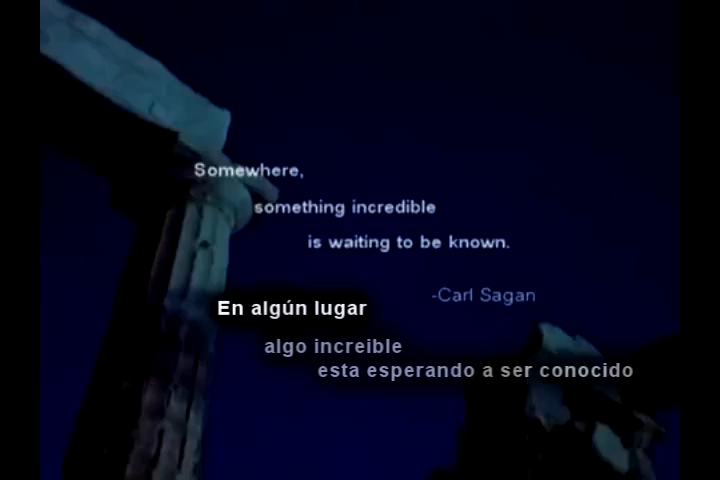 Somewhere,
something incredible
is waiting to be known.
-Carl Sagan
En algún lugar
algo increible
esta esperando a ser conocido